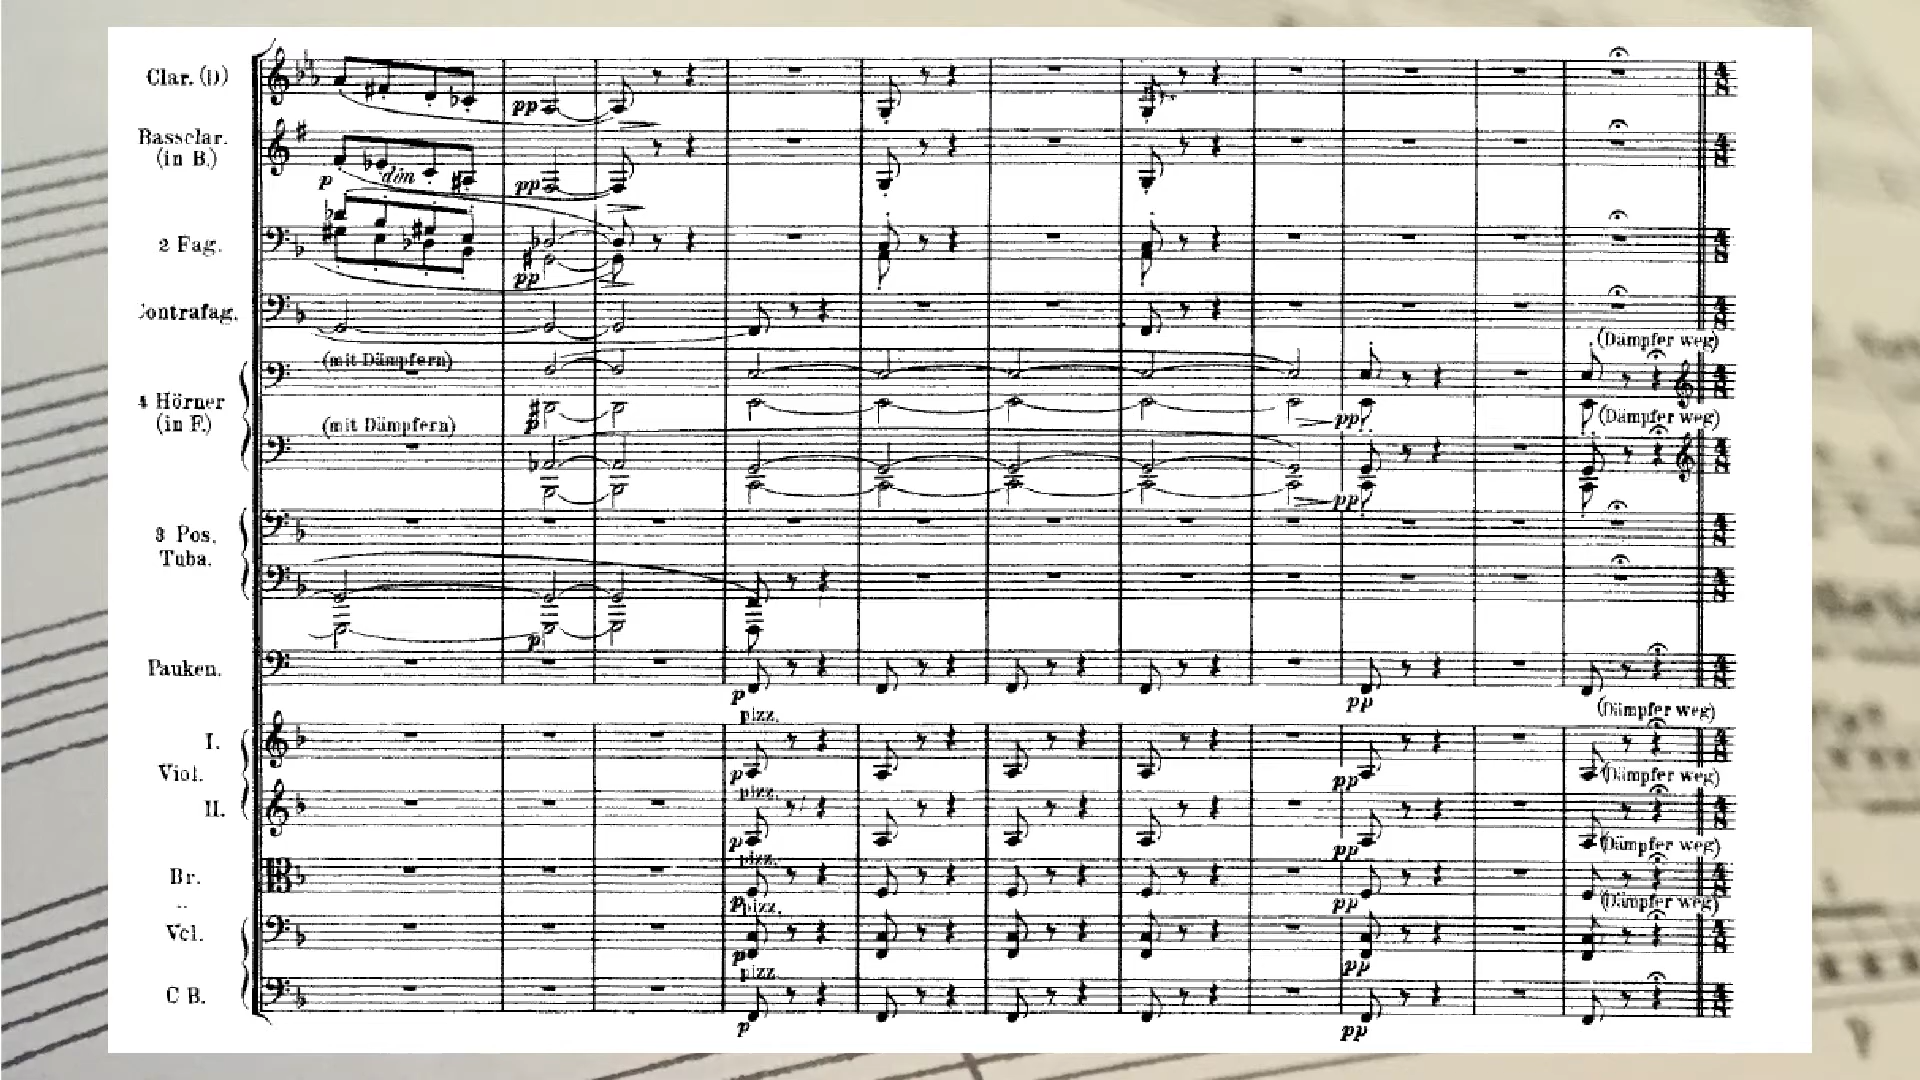 Clar. (D)
pp
Bassclar.
(in B.)
p
dim
pp
2 Fag.
pp
Contrafag.
(mit Dämpfern)
(Dämpfer weg)
4 Hörner
(in F.)
p
pp
(mit Dämpfern)
(Dämpfer weg)
pp
3 Pos.
Tuba.
p
Pauken.
p
pp
(Dämpfer weg)
pizz.
I.
Viol.
p
pp
(Dämpfer weg)
pizz.
II.
p
pp
(Dämpfer weg)
pizz.
Br.
p
pp
(Dämpfer weg)
pizz.
Vcl.
p
pp
pizz.
C B.
p
pp
4
8